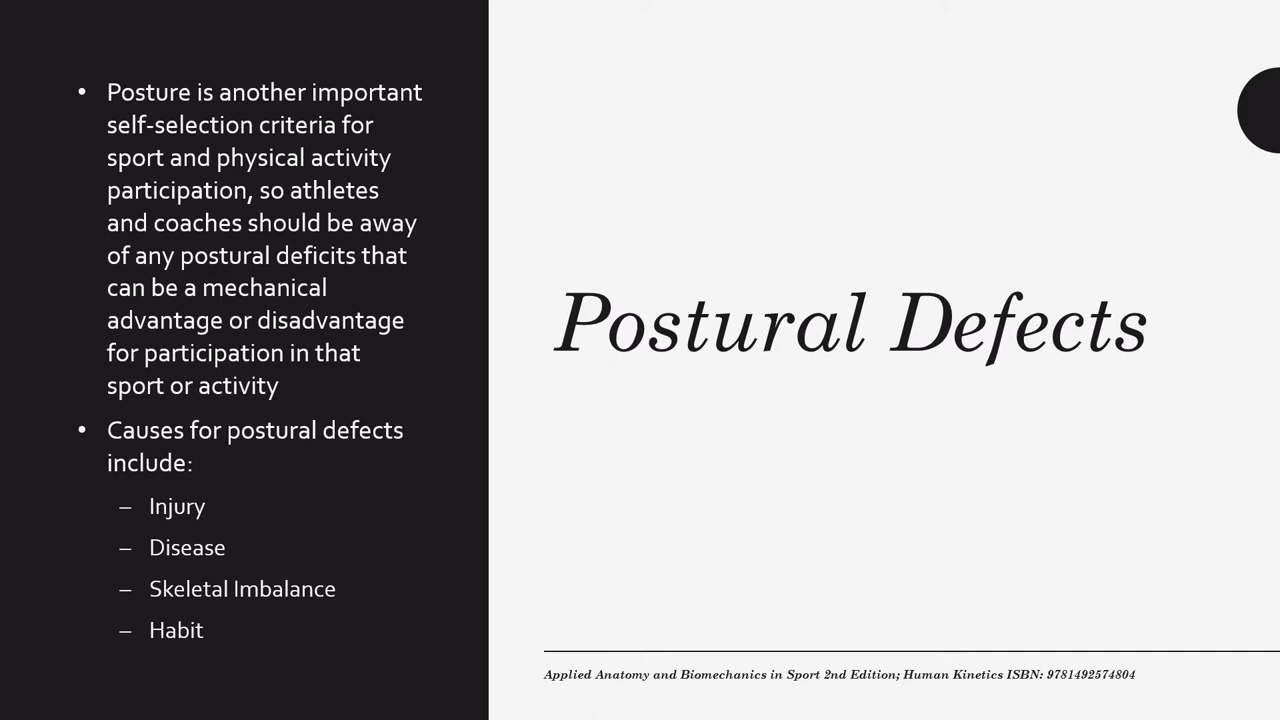 • Posture is another important
self-selection criteria for
sport and physical activity
participation, so athletes
and coaches should be away
of any postural deficits that
can be a mechanical
advantage or disadvantage
for participation in that
sport or activity
• Causes for postural defects
include:
– Injury
– Disease
– Skeletal Imbalance
– Habit
Postural Defects
Applied Anatomy and Biomechanics in Sport 2nd Edition; Human Kinetics ISBN: 9781492574804